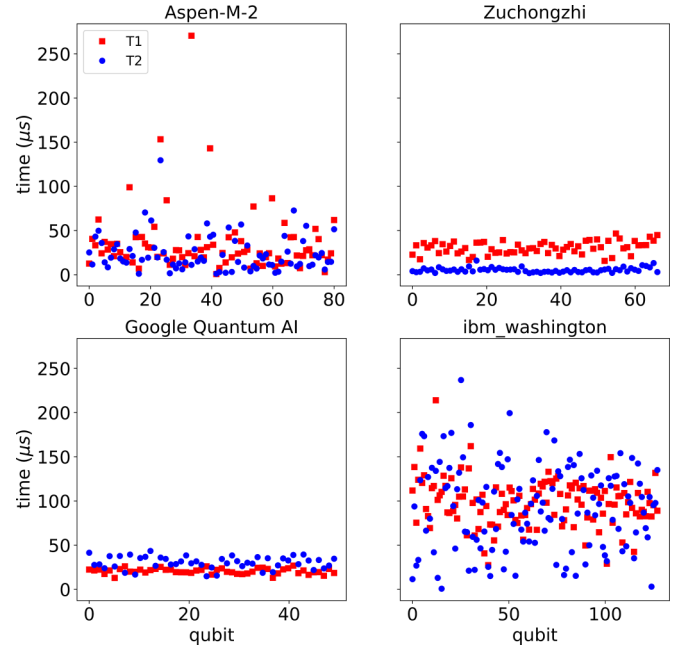 Aspen-M-2
Zuchongzhi
T1
T2
250
200
150
100
50
0
time (μs)
0 20 40 60 80
0 20 40 60
Google Quantum AI
ibm_washington
250
200
150
100
50
0
time (μs)
0 20 40
0 50 100
qubit
qubit